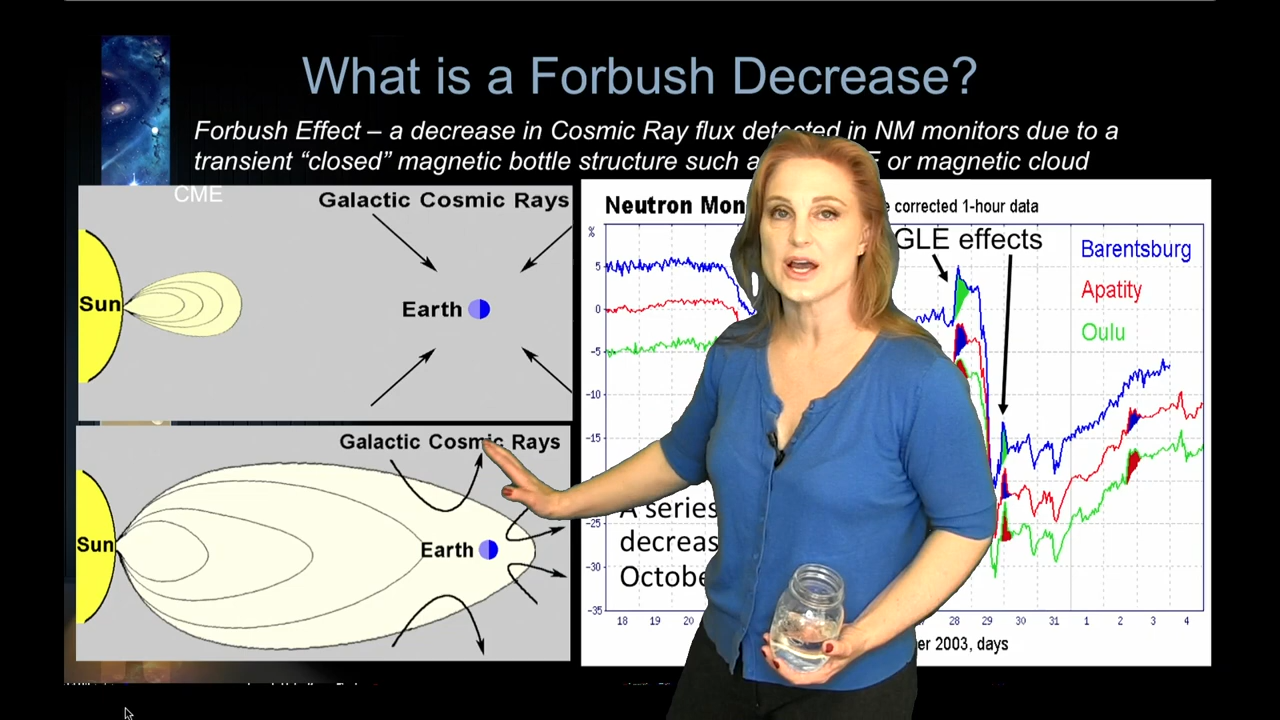 What is a Forbush Decrease?
Forbush Effect – a decrease in Cosmic Ray flux detected in NM monitors due to a
transient “closed” magnetic bottle structure such or magnetic cloud
CME
Galactic Cosmic Rays
Sun
Earth
Galactic Cosmic Rays
Sun
Earth
Neutron Mon
corrected 1-hour data
GLE effects
Barentsburg
Apatity
Oulu
%
5
0
-5
-10
-15
-25
-30
-35
A series
decreas
Octobe
18 19 20 28 29 30 31 1 2 3 4
er 2003, days